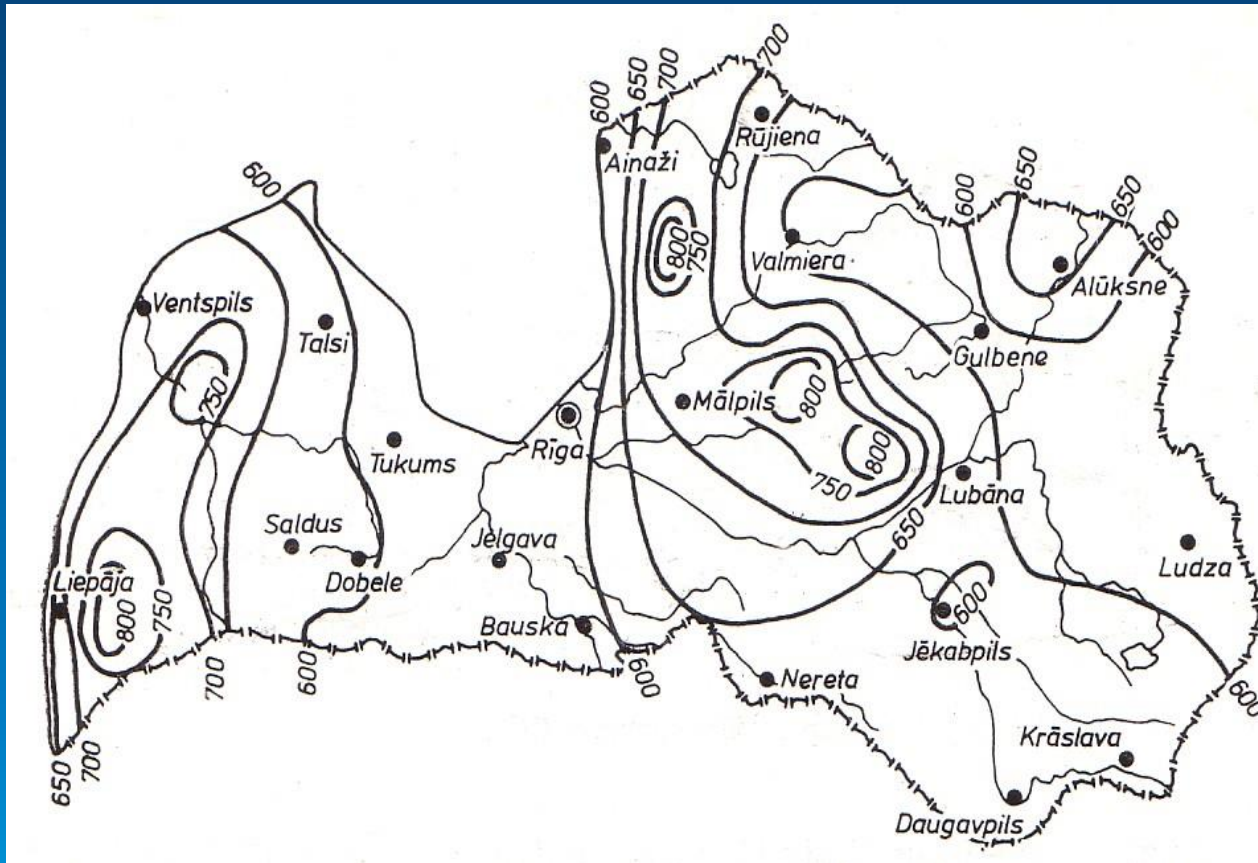 600
650
700
700
Rūjiena
Ainaži
600
600
650
650
600
Valmiera
800
750
Alūksne
Ventspils
Talsi
Gulbene
750
Mālpils
800
Rīga
Tukums
800
750
Lubāna
650
Saldus
Jelgava
Dobele
Liepāja
800
750
Ludza
600
Bauska
Jēkabpils
700
600
600
Nereta
600
650
700
Krāslava
Daugavpils